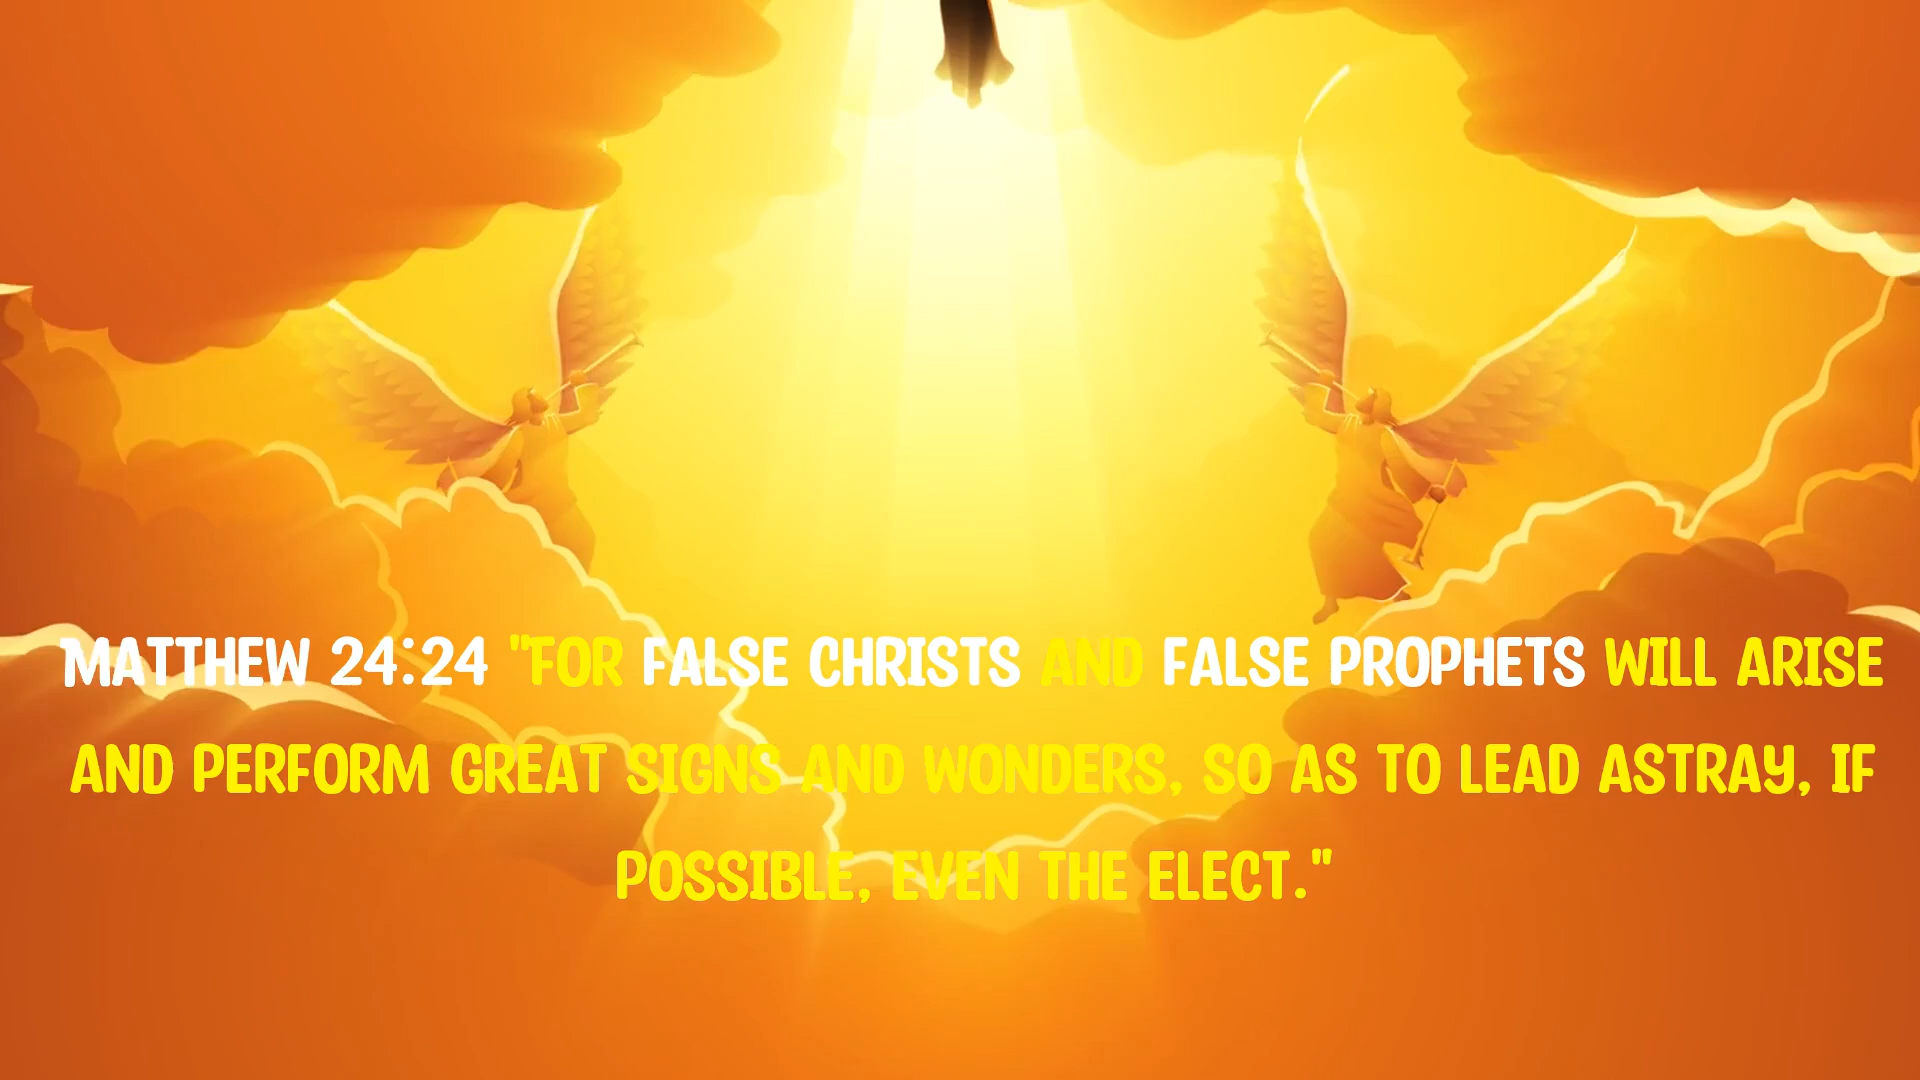 MATTHEW 24:24 "FOR FALSE CHRISTS AND FALSE PROPHETS WILL ARISE
AND PERFORM GREAT SIGNS AND WONDERS, SO AS TO LEAD ASTRAY, IF
POSSIBLE, EVEN THE ELECT."